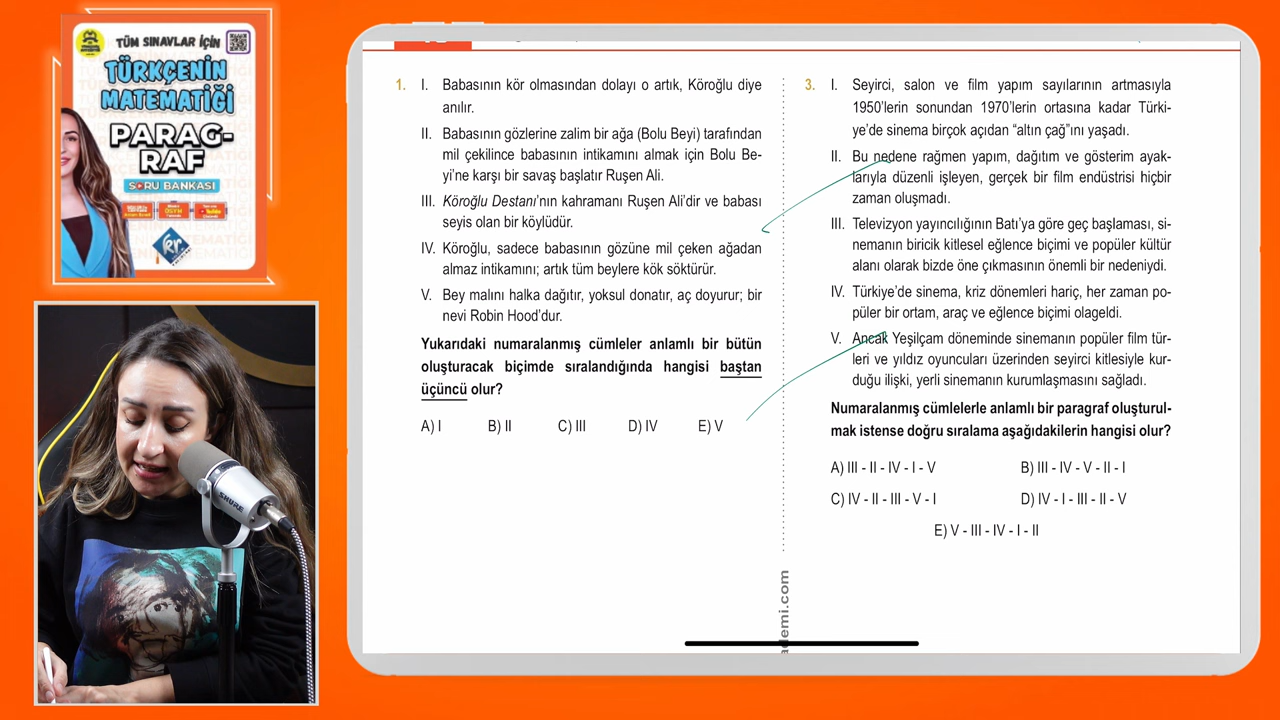 TÜM SINAVLAR İÇİN
TÜRKÇENİN
MATEMATİĞİ
PARAG-
RAF
SORU BANKASI
SHURE
1. I. Babasının kör olmasından dolayı o artık, Köroğlu diye
anılır.
II. Babasının gözlerine zalim bir ağa (Bolu Beyi) tarafından
mil çekilince babasının intikamını almak için Bolu Be-
yi'ne karşı bir savaş başlatır Ruşen Ali.
III. Köroğlu Destanı'nın kahramanı Ruşen Ali'dir ve babası
seyis olan bir köylüdür.
IV. Köroğlu, sadece babasının gözüne mil çeken ağadan
almaz intikamını; artık tüm beylere kök söktürür.
V. Bey malını halka dağıtır, yoksul donatır, aç doyurur; bir
nevi Robin Hood'dur.
Yukarıdaki numaralanmış cümleler anlamlı bir bütün
oluşturacak biçimde sıralandığında hangisi baştan
üçüncü olur?
A) I B) II C) III D) IV E) V
3. I. Seyirci, salon ve film yapım sayılarının artmasıyla
1950'lerin sonundan 1970'lerin ortasına kadar Türki-
ye'de sinema birçok açıdan "altın çağ"ını yaşadı.
II. Bu nedene rağmen yapım, dağıtım ve gösterim ayak-
larıyla düzenli işleyen, gerçek bir film endüstrisi hiçbir
zaman oluşmadı.
III. Televizyon yayıncılığının Batı'ya göre geç başlaması, si-
nemanın biricik kitlesel eğlence biçimi ve popüler kültür
alanı olarak bizde öne çıkmasının önemli bir nedeniydi.
IV. Türkiye'de sinema, kriz dönemleri hariç, her zaman po-
püler bir ortam, araç ve eğlence biçimi olageldi.
V. Ancak Yeşilçam döneminde sinemanın popüler film tür-
leri ve yıldız oyuncuları üzerinden seyirci kitlesiyle kur-
duğu ilişki, yerli sinemanın kurumlaşmasını sağladı.
Numaralanmış cümlelerle anlamlı bir paragraf oluşturul-
mak istense doğru sıralama aşağıdakilerin hangisi olur?
A) III - II - IV - I - V B) III - IV - V - II - I
C) IV - II - III - V - I D) IV - I - III - II - V
E) V - III - IV - I - II
ademi.com